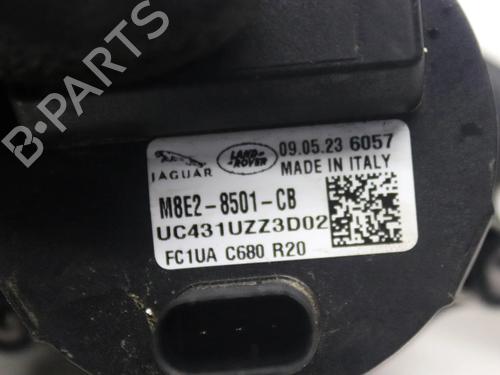 B-PARTS
JAGUAR LAND-ROVER 09.05.23 6057
MADE IN ITALY
M8E2-8501-CB
UC431UZZ3D02
FC1UA C680 R20